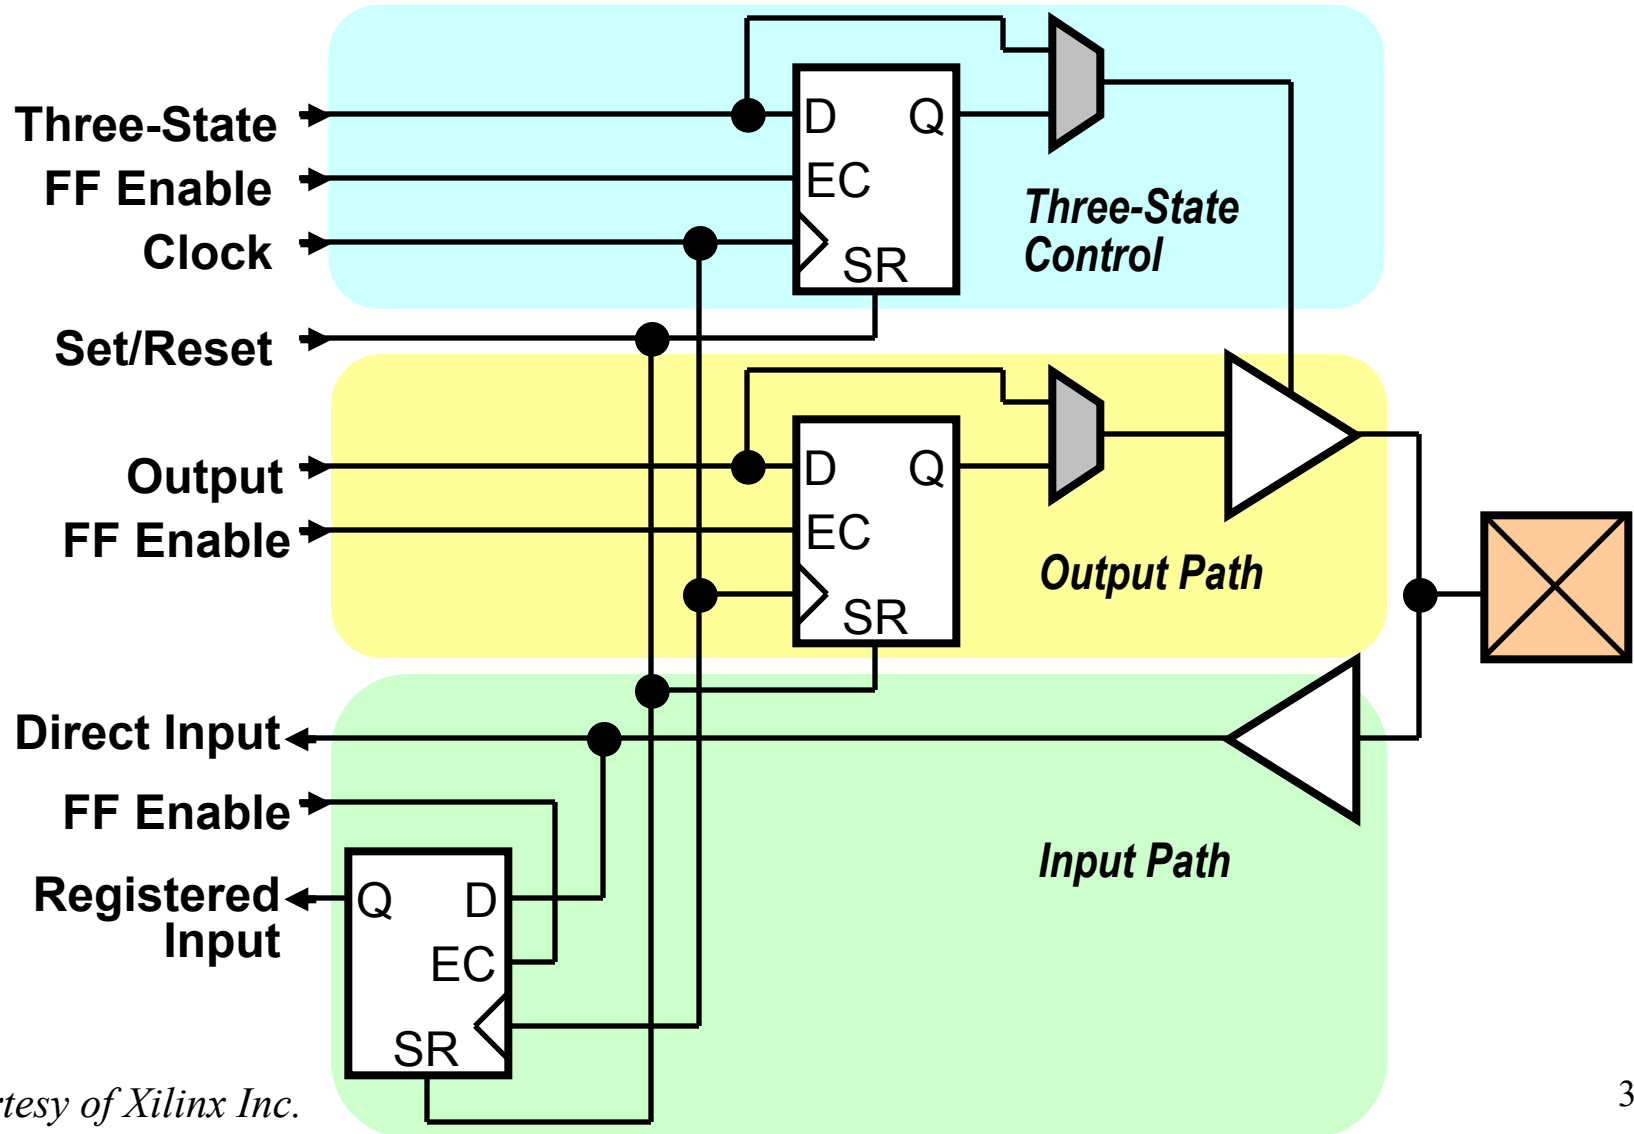 Three-State
FF Enable
Clock
Set/Reset
D Q
EC
SR
Three-State
Control
Output
FF Enable
D Q
EC
SR
Output Path
Direct Input
FF Enable
Registered
Input
Q D
EC
SR
Input Path
rtesy of Xilinx Inc.
3